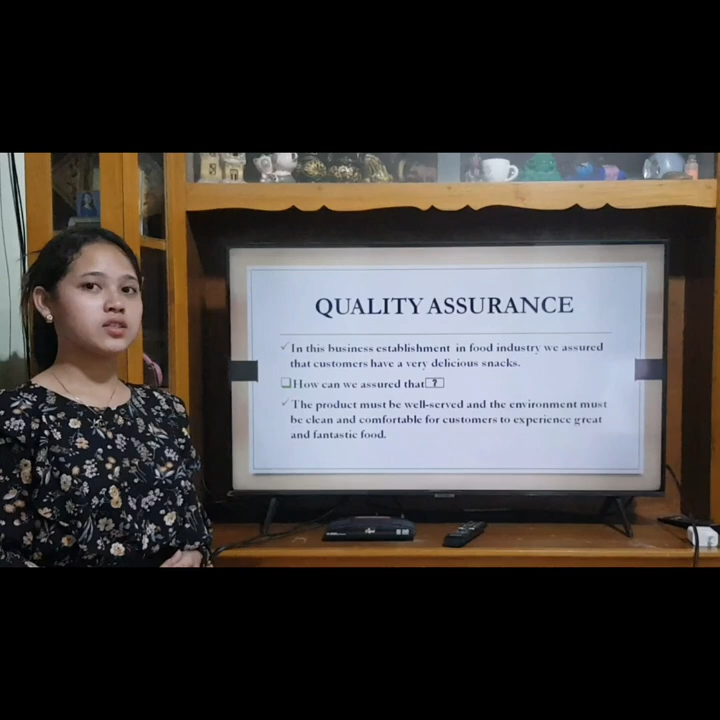 QUALITY ASSURANCE
✓ In this business establishment in food industry we assured
that customers have a very delicious snacks.
❑ How can we assured that?
✓ The product must be well-served and the environment must
be clean and comfortable for customers to experience great
and fantastic food.